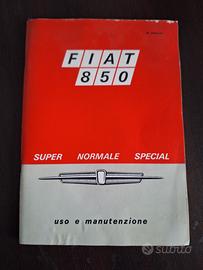 FIAT
850
SUPER NORMALE SPECIAL
uso e manutenzione
subito